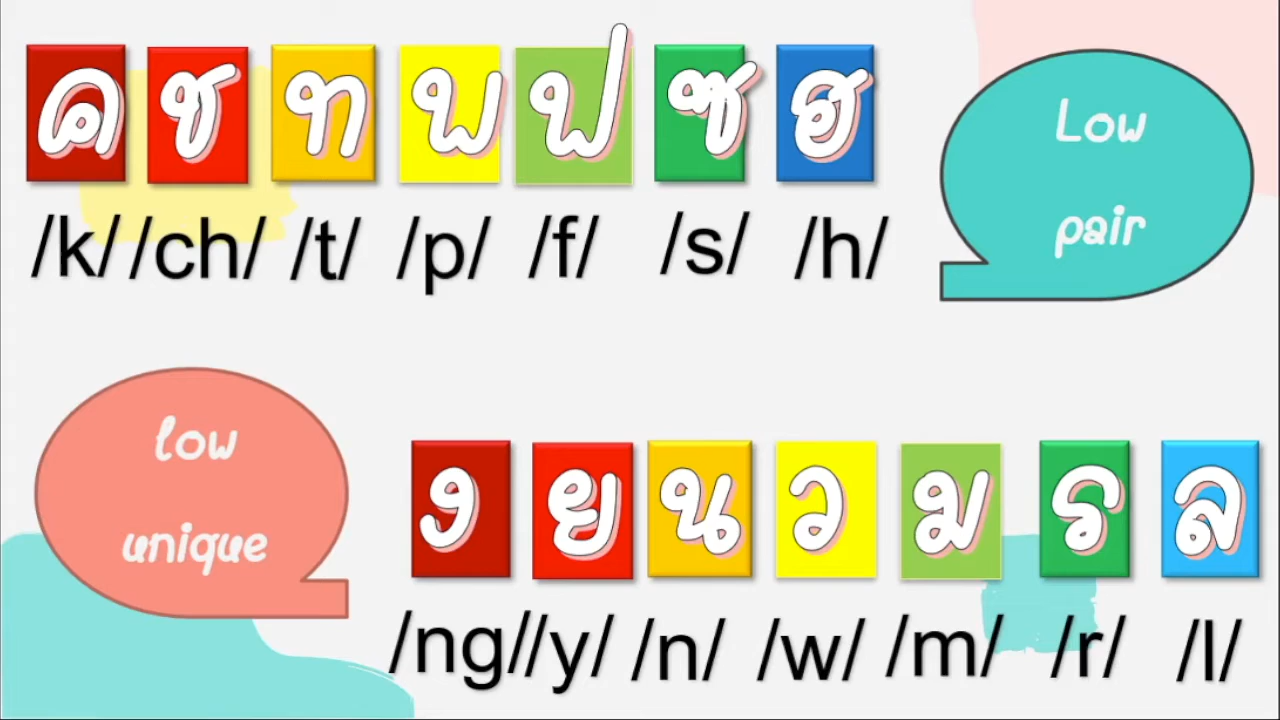 ค ช ท พ ฟ ซ ฮ
/k/ /ch/ /t/ /p/ /f/ /s/ /h/
Low
pair
low
unique
ง ย น ว ม ร ล
/ng/ /y/ /n/ /w/ /m/ /r/ /l/